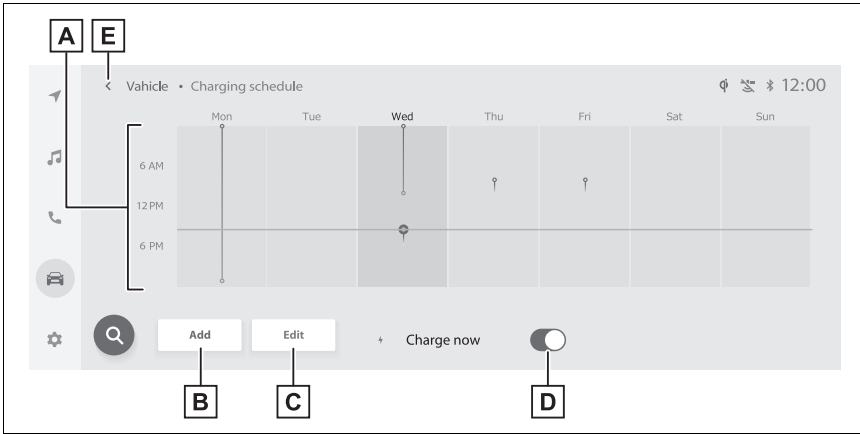 A E
Vehicle • Charging schedule 12:00
Mon Tue Wed Thu Fri Sat Sun
6 AM
12 PM
6 PM
Add Edit Charge now
B C D